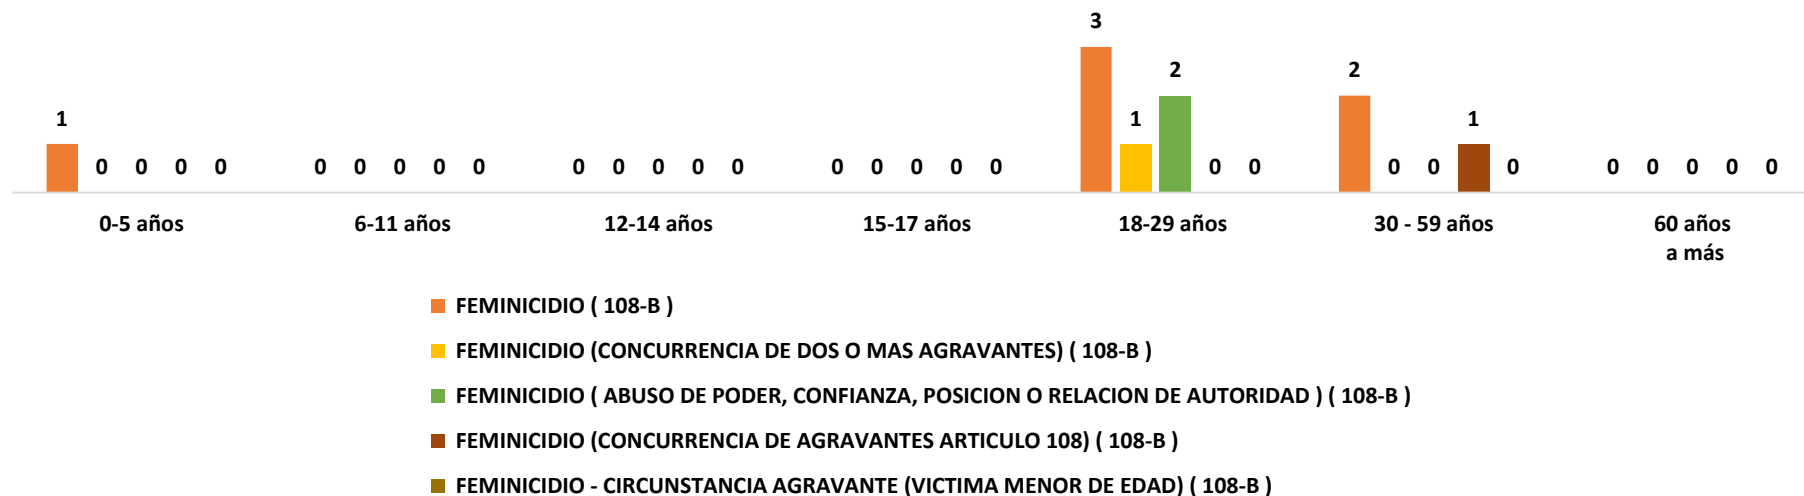 3
2
2
1
1
1
0 0 0 0
0 0 0 0 0
0 0 0 0 0
0 0 0 0 0
0 0
0 0
0
0 0 0 0 0
0-5 años
6-11 años
12-14 años
15-17 años
18-29 años
30 - 59 años
60 años
a más
FEMINICIDIO ( 108-B )
FEMINICIDIO (CONCURRENCIA DE DOS O MAS AGRAVANTES) ( 108-B )
FEMINICIDIO ( ABUSO DE PODER, CONFIANZA, POSICION O RELACION DE AUTORIDAD ) ( 108-B )
FEMINICIDIO (CONCURRENCIA DE AGRAVANTES ARTICULO 108) ( 108-B )
FEMINICIDIO - CIRCUNSTANCIA AGRAVANTE (VICTIMA MENOR DE EDAD) ( 108-B )